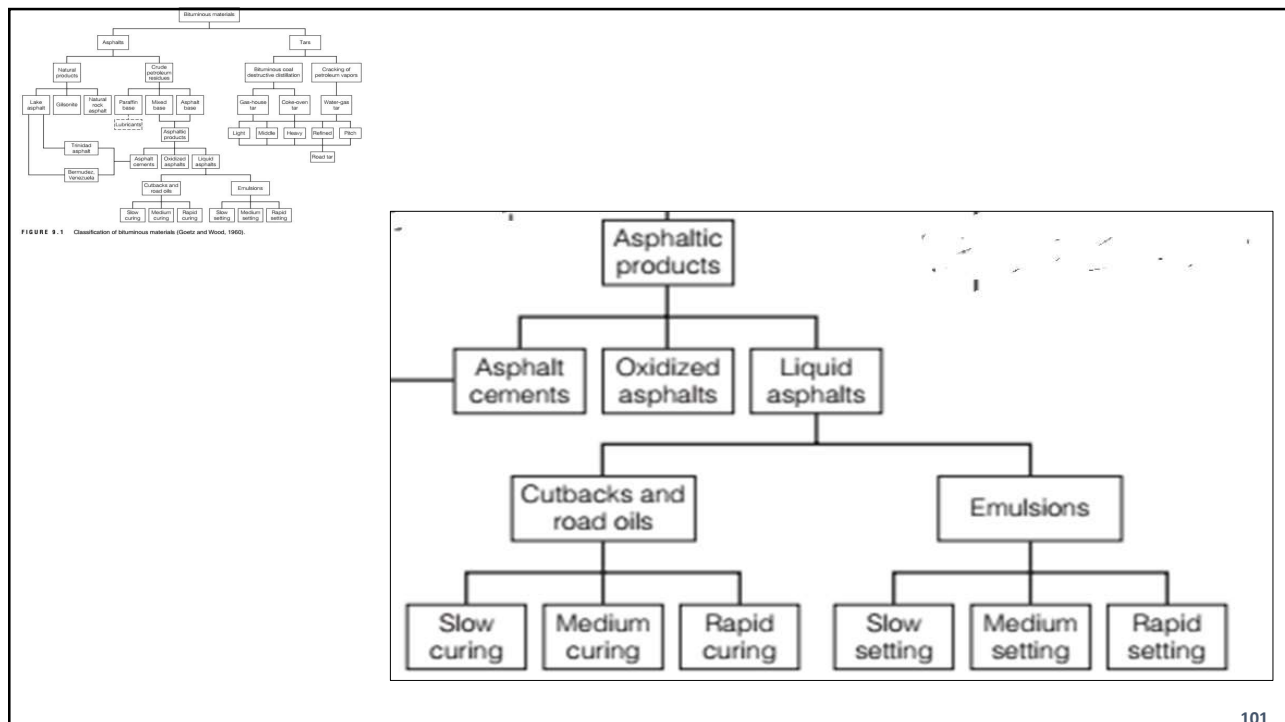 Bituminous materials
Asphalts
Tars
Natural
products
Crude
petroleum
residues
Bituminous coal
destructive distillation
Cracking of
petroleum vapors
Lake
asphalt
Gilsonite
Natural
rock
asphalt
Paraffin
base
Mixed
base
Asphalt
base
Gas-house
tar
Coke-oven
tar
Water-gas
tar
Lubricants
Light
Middle
Heavy
Refined
Pitch
Asphaltic
products
Road tar
Trinidad
asphalt
Asphalt
cements
Oxidized
asphalts
Liquid
asphalts
Bermudez,
Venezuela
Cutbacks and
road oils
Emulsions
Slow
curing
Medium
curing
Rapid
curing
Slow
setting
Medium
setting
Rapid
setting
FIGURE 9.1 Classification of bituminous materials (Goetz and Wood, 1960).
Asphaltic
products
Asphalt
cements
Oxidized
asphalts
Liquid
asphalts
Cutbacks and
road oils
Emulsions
Slow
curing
Medium
curing
Rapid
curing
Slow
setting
Medium
setting
Rapid
setting
101